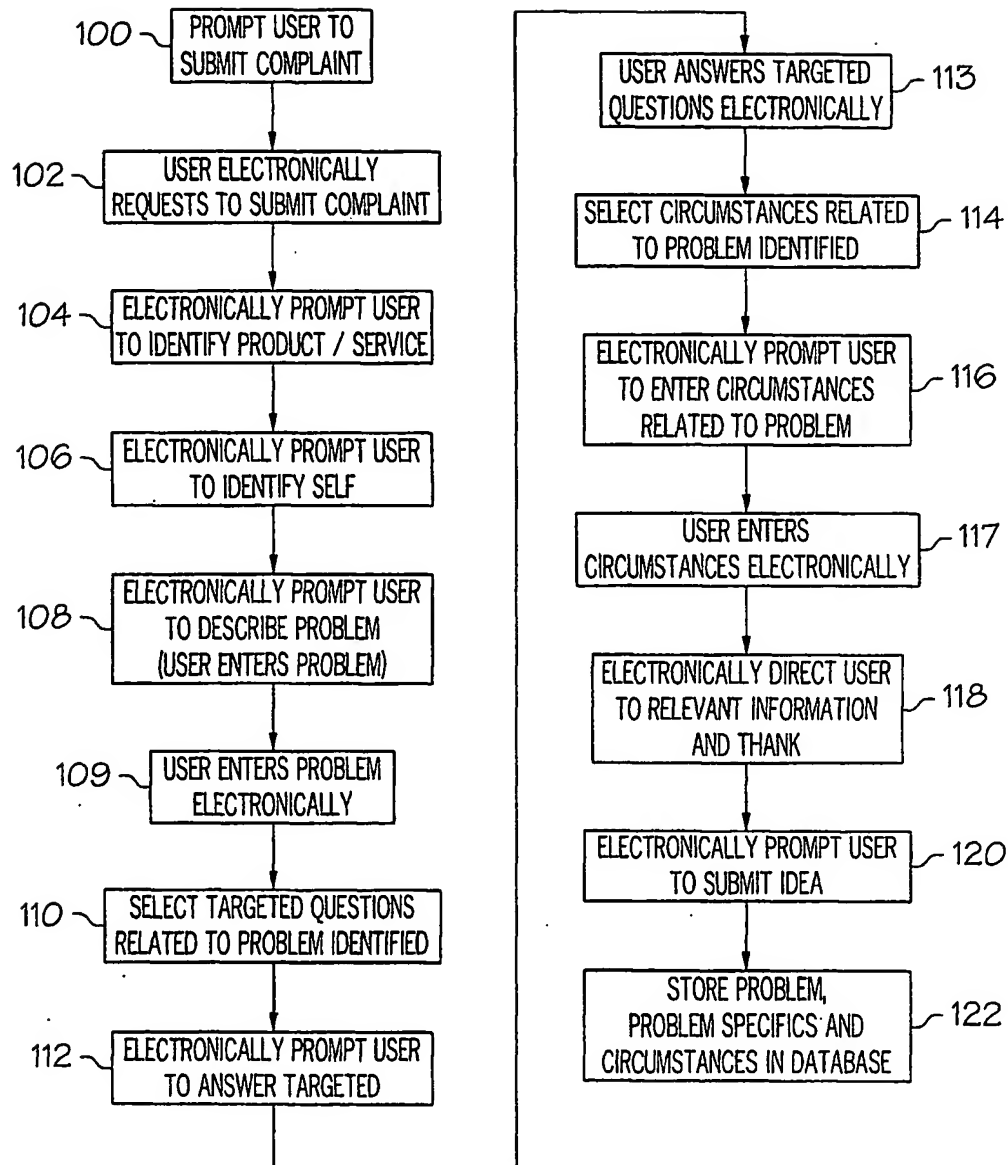 100
PROMPT USER TO
SUBMIT COMPLAINT
102
USER ELECTRONICALLY
REQUESTS TO SUBMIT COMPLAINT
104
ELECTRONICALLY PROMPT USER
TO IDENTIFY PRODUCT / SERVICE
106
ELECTRONICALLY PROMPT USER
TO IDENTIFY SELF
108
ELECTRONICALLY PROMPT USER
TO DESCRIBE PROBLEM
(USER ENTERS PROBLEM)
109
USER ENTERS PROBLEM
ELECTRONICALLY
110
SELECT TARGETED QUESTIONS
RELATED TO PROBLEM IDENTIFIED
112
ELECTRONICALLY PROMPT USER
TO ANSWER TARGETED
USER ANSWERS TARGETED
QUESTIONS ELECTRONICALLY
113
SELECT CIRCUMSTANCES RELATED
TO PROBLEM IDENTIFIED
114
ELECTRONICALLY PROMPT USER
TO ENTER CIRCUMSTANCES
RELATED TO PROBLEM
116
USER ENTERS
CIRCUMSTANCES ELECTRONICALLY
117
ELECTRONICALLY DIRECT USER
TO RELEVANT INFORMATION
AND THANK
118
ELECTRONICALLY PROMPT USER
TO SUBMIT IDEA
120
STORE PROBLEM,
PROBLEM SPECIFICS AND
CIRCUMSTANCES IN DATABASE
122